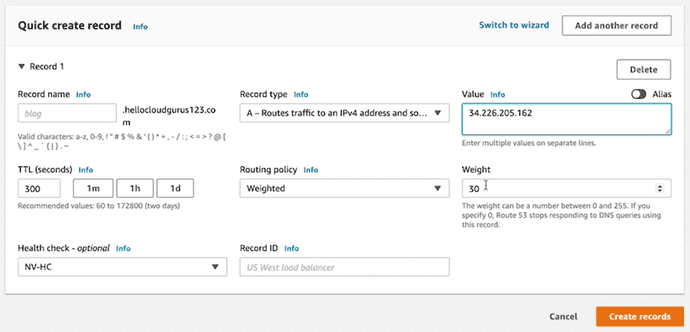 Quick create record Info
Switch to wizard
Add another record
Record 1
Delete
Record name Info
Record type Info
Value Info
Alias
blog
.hellocloudgurus123.co
m
A – Routes traffic to an IPv4 address and so...
34.226.205.162
Valid characters: a-z, 0-9, ! " # $ % & ' ( ) * + , - / : ; < = > ? @ [
\ ] ^ _ ` { | } . ~
Enter multiple values on separate lines.
TTL (seconds) Info
Routing policy Info
Weight
300
1m
1h
1d
Weighted
30
Recommended values: 60 to 172800 (two days)
The weight can be a number between 0 and 255. If you
specify 0, Route 53 stops responding to DNS queries using
this record.
Health check - optional Info
Record ID Info
NV-HC
US West load balancer
Cancel
Create records